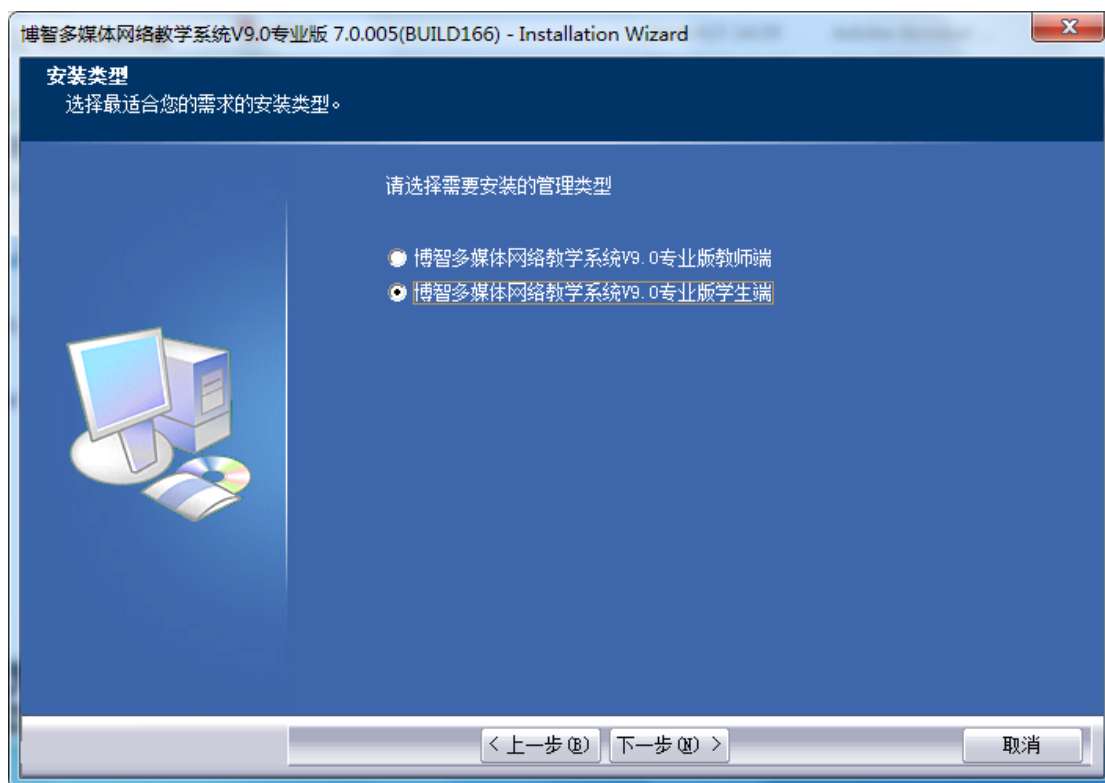 博智多媒体网络教学系统V9.0专业版 7.0.005(BUILD166) - Installation Wizard
安装类型
选择最适合您的需求的安装类型。
请选择需要安装的管理类型
博智多媒体网络教学系统V9.0专业版教师端
博智多媒体网络教学系统V9.0专业版学生端
< 上一步(B)
下一步(N) >
取消